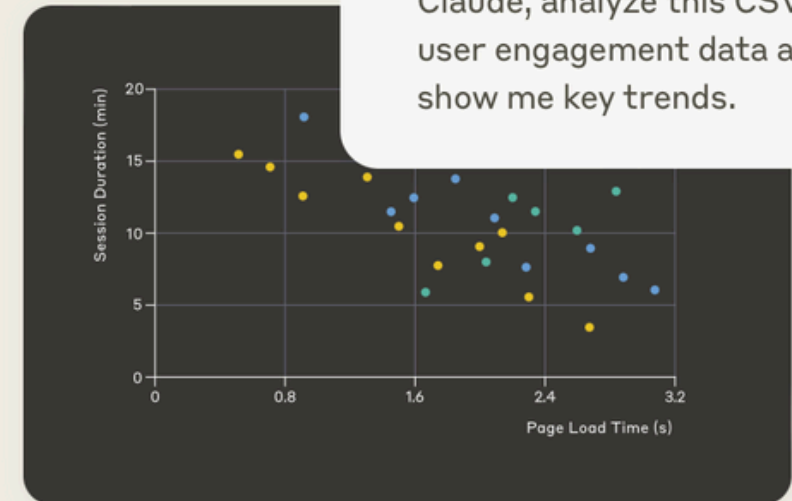 Claude, analyze this CSV
user engagement data a
show me key trends.
Session Duration (min)
20
15
10
5
0
0 0.8 1.6 2.4 3.2
Page Load Time (s)